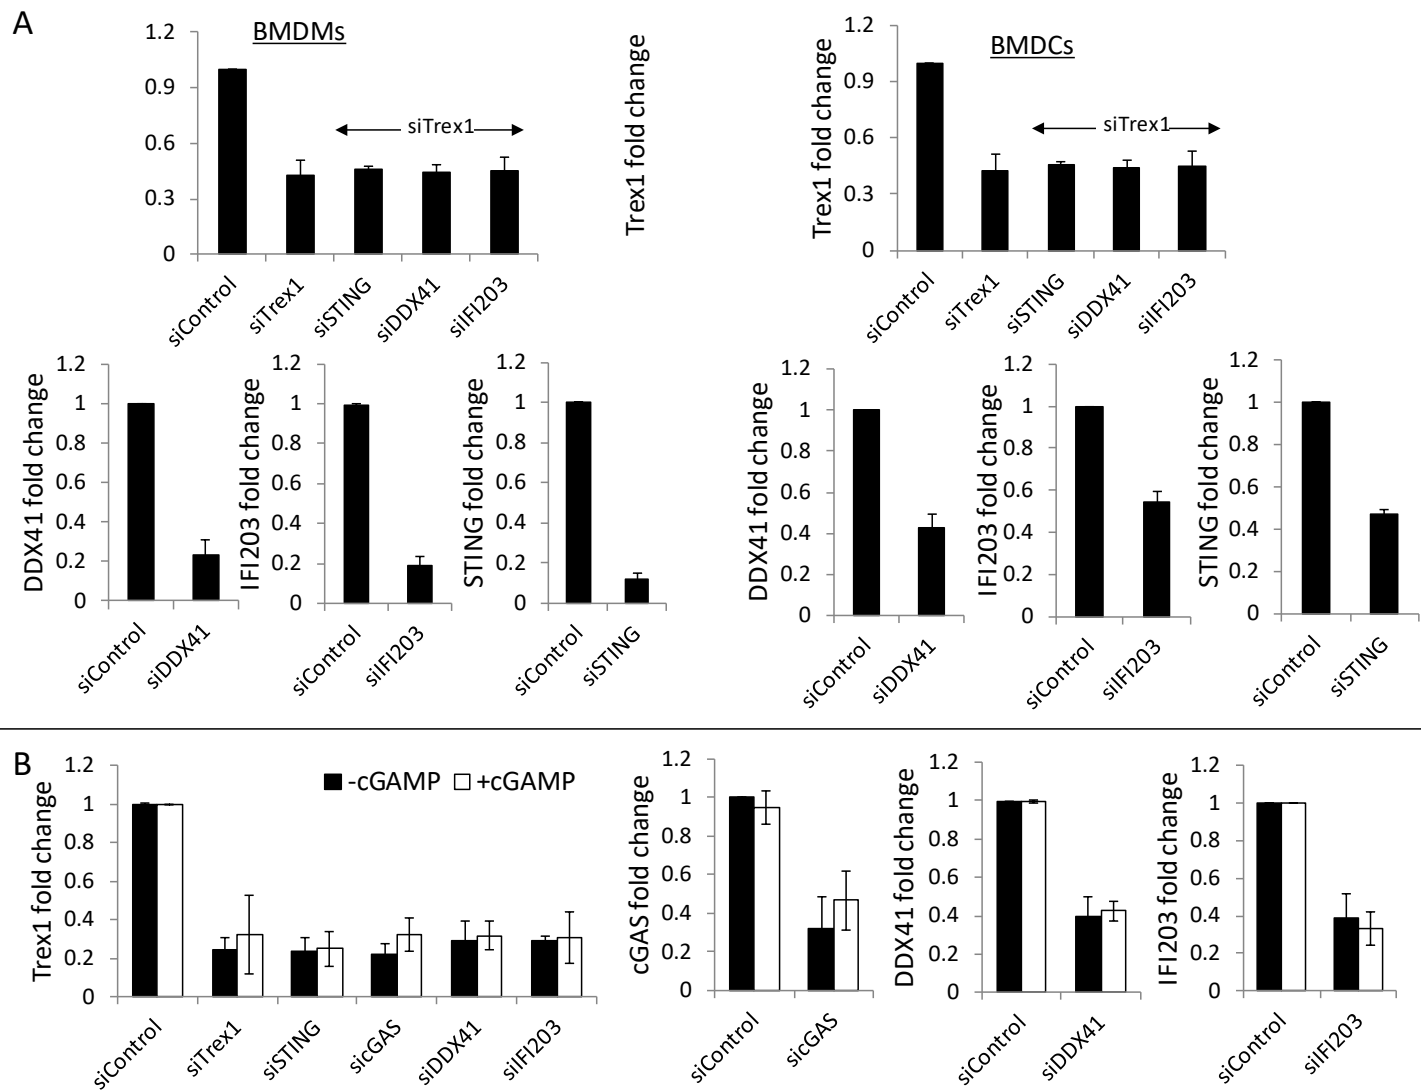 A
BMDMs
1.2
0.9
0.6
0.3
0
siTrex1
siControl
siTrex1
siSTING
siDDX41
siIFI203
Trex1 fold change
BMDCs
Trex1 fold change
1.2
0.9
0.6
0.3
0
siTrex1
siControl
siTrex1
siSTING
siDDX41
siIFI203
DDX41 fold change
1.2
1
0.8
0.6
0.4
0.2
0
siControl
siDDX41
IFI203 fold change
1.2
1
0.8
0.6
0.4
0.2
0
siControl
siIFI203
STING fold change
1.2
1
0.8
0.6
0.4
0.2
0
siControl
siSTING
DDX41 fold change
1.2
1
0.8
0.6
0.4
0.2
0
siControl
siDDX41
IFI203 fold change
1.2
1
0.8
0.6
0.4
0.2
0
siControl
siIFI203
STING fold change
1.2
1
0.8
0.6
0.4
0.2
0
siControl
siSTING
B
Trex1 fold change
1.2
1
0.8
0.6
0.4
0.2
0
-cGAMP
+cGAMP
siControl
siTrex1
siSTING
sicGAS
siDDX41
siIFI203
cGAS fold change
1.2
1
0.8
0.6
0.4
0.2
0
siControl
sicGAS
DDX41 fold change
1.2
1
0.8
0.6
0.4
0.2
0
siControl
siDDX41
IFI203 fold change
1.2
1
0.8
0.6
0.4
0.2
0
siControl
siIFI203